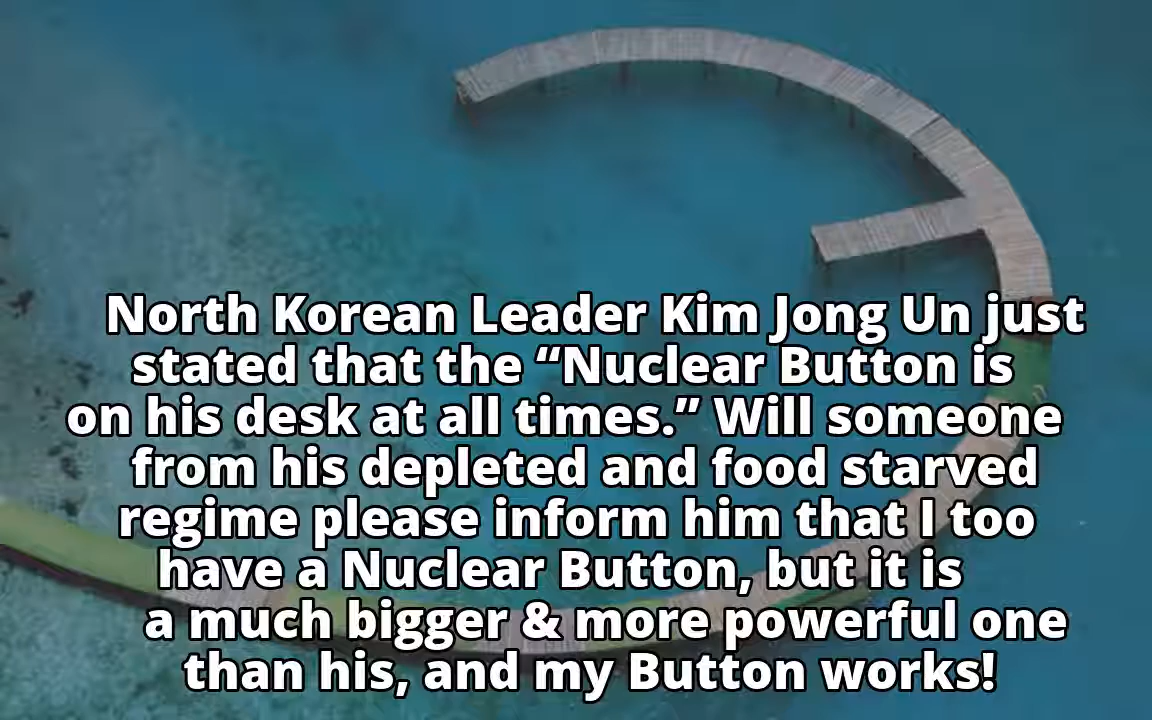 North Korean Leader Kim Jong Un just
stated that the “Nuclear Button is
on his desk at all times.” Will someone
from his depleted and food starved
regime please inform him that I too
have a Nuclear Button, but it is
a much bigger & more powerful one
than his, and my Button works!